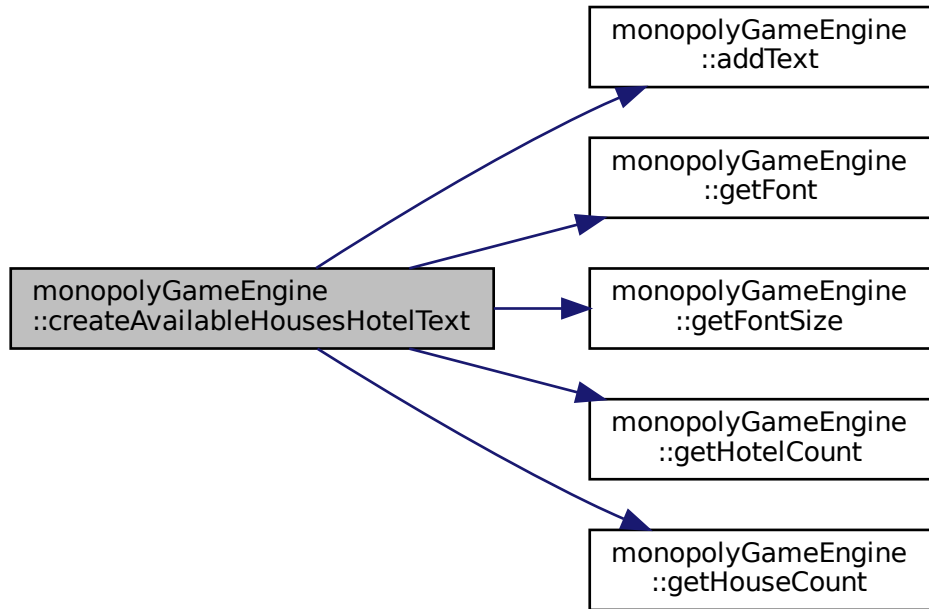 monopolyGameEngine
::addText
monopolyGameEngine
::getFont
monopolyGameEngine
::createAvailableHousesHotelText
monopolyGameEngine
::getFontSize
monopolyGameEngine
::getHotelCount
monopolyGameEngine
::getHouseCount